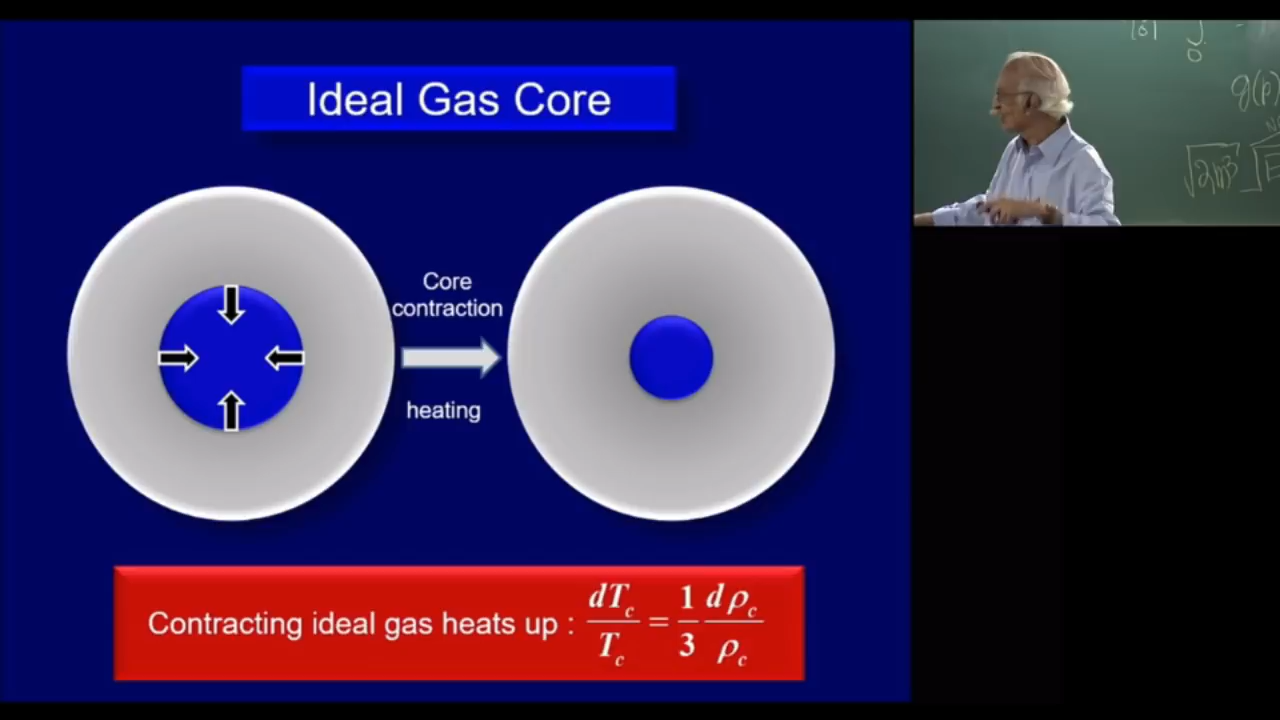 Ideal Gas Core
Core
contraction
heating
Contracting ideal gas heats up : dT_c/T_c = 1/3 dρ_c/ρ_c
g(p)